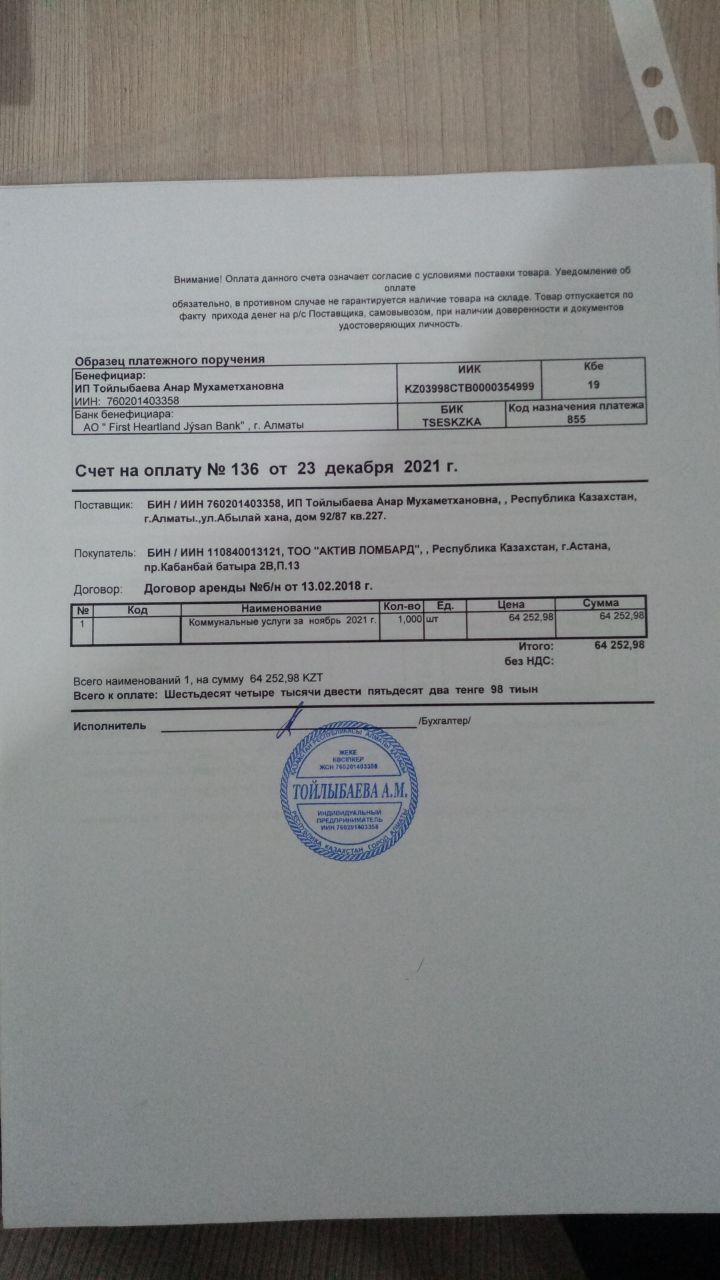 Внимание! Оплата данного счета означает согласие с условиями поставки товара. Уведомление об
оплате
обязательно, в противном случае не гарантируется наличие товара на складе. Товар отпускается по
факту прихода денег на р/с Поставщика, самовывозом, при наличии доверенности и документов
удостоверяющих личность.
Образец платежного поручения
Бенефициар: ИИК Кбе
ИП Тойлыбаева Анар Мухаметхановна KZ03998CTB0000354999 19
ИИН: 760201403358
Банк бенефициара: БИК Код назначения платежа
АО " First Heartland Jýsan Bank" , г. Алматы TSESKZKA 855
Счет на оплату № 136 от 23 декабря 2021 г.
Поставщик: БИН / ИИН 760201403358, ИП Тойлыбаева Анар Мухаметхановна, , Республика Казахстан,
г.Алматы.,ул.Абылай хана, дом 92/87 кв.227.
Покупатель: БИН / ИИН 110840013121, ТОО "АКТИВ ЛОМБАРД", , Республика Казахстан, г.Астана,
пр.Кабанбай батыра 2В,П.13
Договор: Договор аренды №б/н от 13.02.2018 г.
№ Код Наименование Кол-во Ед. Цена Сумма
1 Коммунальные услуги за ноябрь 2021 г. 1,000 шт 64 252,98 64 252,98
Итого: 64 252,98
без НДС:
Всего наименований 1, на сумму 64 252,98 KZT
Всего к оплате: Шестьдесят четыре тысячи двести пятьдесят два тенге 98 тиын
Исполнитель /Бухгалтер/
ҚАЗАҚСТАН РЕСПУБЛИКАСЫ АЛМАТЫ ҚАЛАСЫ
ЖЕКЕ
КӘСІПКЕР
ЖСН 760201403358
ТОЙЛЫБАЕВА А.М.
ИНДИВИДУАЛЬНЫЙ
ПРЕДПРИНИМАТЕЛЬ
ИИН 760201403358
РЕСПУБЛИКА КАЗАХСТАН ГОРОД АЛМАТЫ